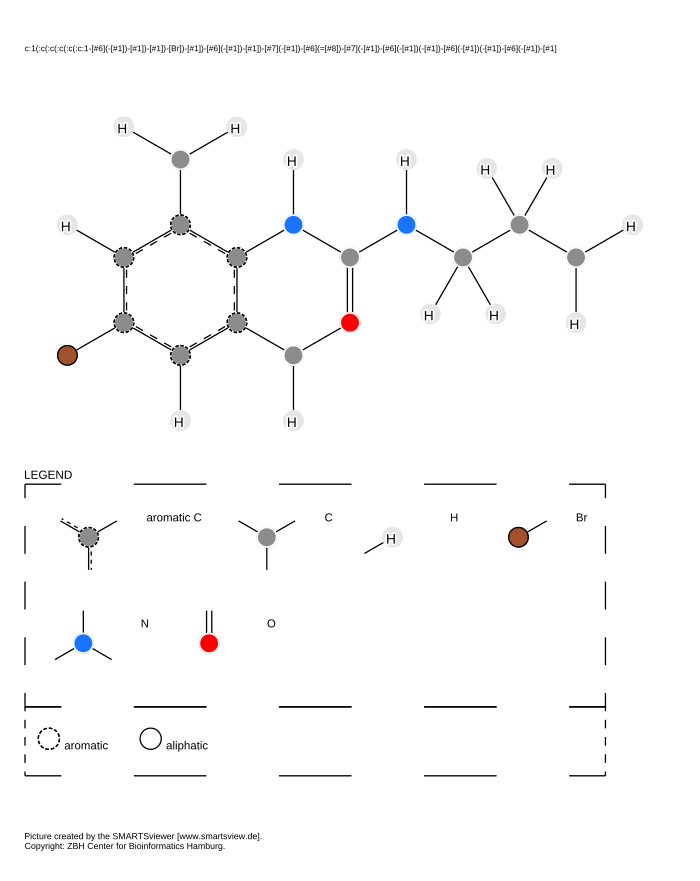 c:1(:c(:c(:c(:c(:c:1-[#6](-[#1])-[#1])-[#1])-[Br])-[#1])-[#6](-[#1])-[#1])-[#7](-[#1])-[#6](=[#8])-[#7](-[#1])-[#6](-[#1])(-[#1])-[#6](-[#1])(-[#1])-[#6](-[#1])-[#1]
H H
H H H H
H H
H H
H
H H
LEGEND
aromatic C C H Br
N O
aromatic aliphatic
Picture created by the SMARTSviewer [www.smartsview.de].
Copyright: ZBH Center for Bioinformatics Hamburg.